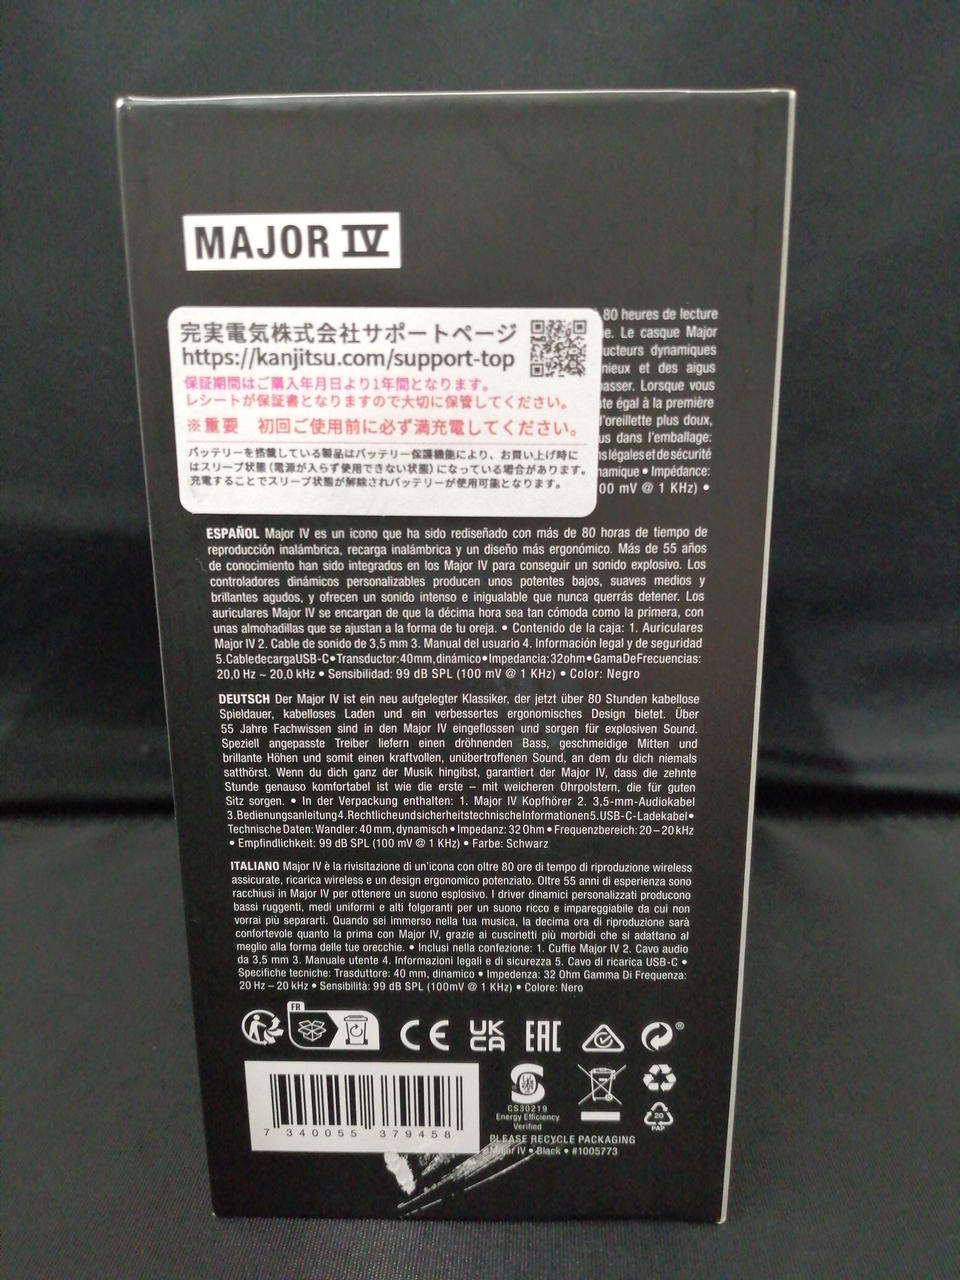 MAJOR IV
完実電気株式会社サポートページ
https://kanjitsu.com/support-top
保証期間はご購入年月日より1年間となります。
レシートが保証書となりますので大切に保管してください。
※重要 初回ご使用前に必ず満充電してください。
バッテリーを搭載している製品はバッテリー保護機能により、お買い上げ時に
はスリープ状態(電源が入らず使用できない状態)になっている場合があります。
充電することでスリープ状態が解除されバッテリーが使用可能となります。
80 heures de lecture
e. Le casque Major
ucteurs dynamiques
nieux et des aigus
passer. Lorsque vous
te égal à la première
l'oreillette plus doux,
us dans l'emballage:
nslégalesetdesécurité
namique • Impédance:
00 mV @ 1 KHz) •
ESPAÑOL Major IV es un icono que ha sido rediseñado con más de 80 horas de tiempo de
reproducción inalámbrica, recarga inalámbrica y un diseño más ergonómico. Más de 55 años
de conocimiento han sido integrados en los Major IV para conseguir un sonido explosivo. Los
controladores dinámicos personalizables producen unos potentes bajos, suaves medios y
brillantes agudos, y ofrecen un sonido intenso e inigualable que nunca querrás detener. Los
auriculares Major IV se encargan de que la décima hora sea tan cómoda como la primera, con
unas almohadillas que se ajustan a la forma de tu oreja. • Contenido de la caja: 1. Auriculares
Major IV 2. Cable de sonido de 3,5 mm 3. Manual del usuario 4. Información legal y de seguridad
5.CabledecargaUSB-C•Transductor:40mm,dinámico•Impedancia:32ohm•GamaDeFrecuencias:
20,0 Hz ~ 20,0 kHz • Sensibilidad: 99 dB SPL (100 mV @ 1 KHz) • Color: Negro
DEUTSCH Der Major IV ist ein neu aufgelegter Klassiker, der jetzt über 80 Stunden kabellose
Spieldauer, kabelloses Laden und ein verbessertes ergonomisches Design bietet. Über
55 Jahre Fachwissen sind in den Major IV eingeflossen und sorgen für explosiven Sound.
Speziell angepasste Treiber liefern einen dröhnenden Bass, geschmeidige Mitten und
brillante Höhen und somit einen kraftvollen, unübertroffenen Sound, an dem du dich niemals
satthörst. Wenn du dich ganz der Musik hingibst, garantiert der Major IV, dass die zehnte
Stunde genauso komfortabel ist wie die erste – mit weicheren Ohrpolstern, die für guten
Sitz sorgen. • In der Verpackung enthalten: 1. Major IV Kopfhörer 2. 3,5-mm-Audiokabel
3.Bedienungsanleitung4.RechtlicheundsicherheitstechnischeInformationen5.USB-C-Ladekabel•
Technische Daten: Wandler: 40 mm, dynamisch • Impedanz: 32 Ohm • Frequenzbereich: 20 – 20 kHz
• Empfindlichkeit: 99 dB SPL (100 mV @ 1 KHz) • Farbe: Schwarz
ITALIANO Major IV è la rivisitazione di un'icona con oltre 80 ore di tempo di riproduzione wireless
assicurate, ricarica wireless e un design ergonomico potenziato. Oltre 55 anni di esperienza sono
racchiusi in Major IV per ottenere un suono esplosivo. I driver dinamici personalizzati producono
bassi ruggenti, medi uniformi e alti folgoranti per un suono ricco e impareggiabile da cui non
vorrai più separarti. Quando sei immerso nella tua musica, la decima ora di riproduzione sarà
confortevole quanto la prima con Major IV, grazie ai cuscinetti più morbidi che si adattano al
meglio alla forma delle tue orecchie. • Inclusi nella confezione: 1. Cuffie Major IV 2. Cavo audio
da 3,5 mm 3. Manuale utente 4. Informazioni legali e di sicurezza 5. Cavo di ricarica USB-C •
Specifiche tecniche: Trasduttore: 40 mm, dinamico • Impedenza: 32 Ohm Gamma Di Frequenza:
20 Hz – 20 kHz • Sensibilità: 99 dB SPL (100mV @ 1 KHz) • Colore: Nero
FR
CE UK CA EAC
CS30219
Energy Efficiency
Verified
20
PAP
7 340055 379458
PLEASE RECYCLE PACKAGING
Major IV • Black • #1005773